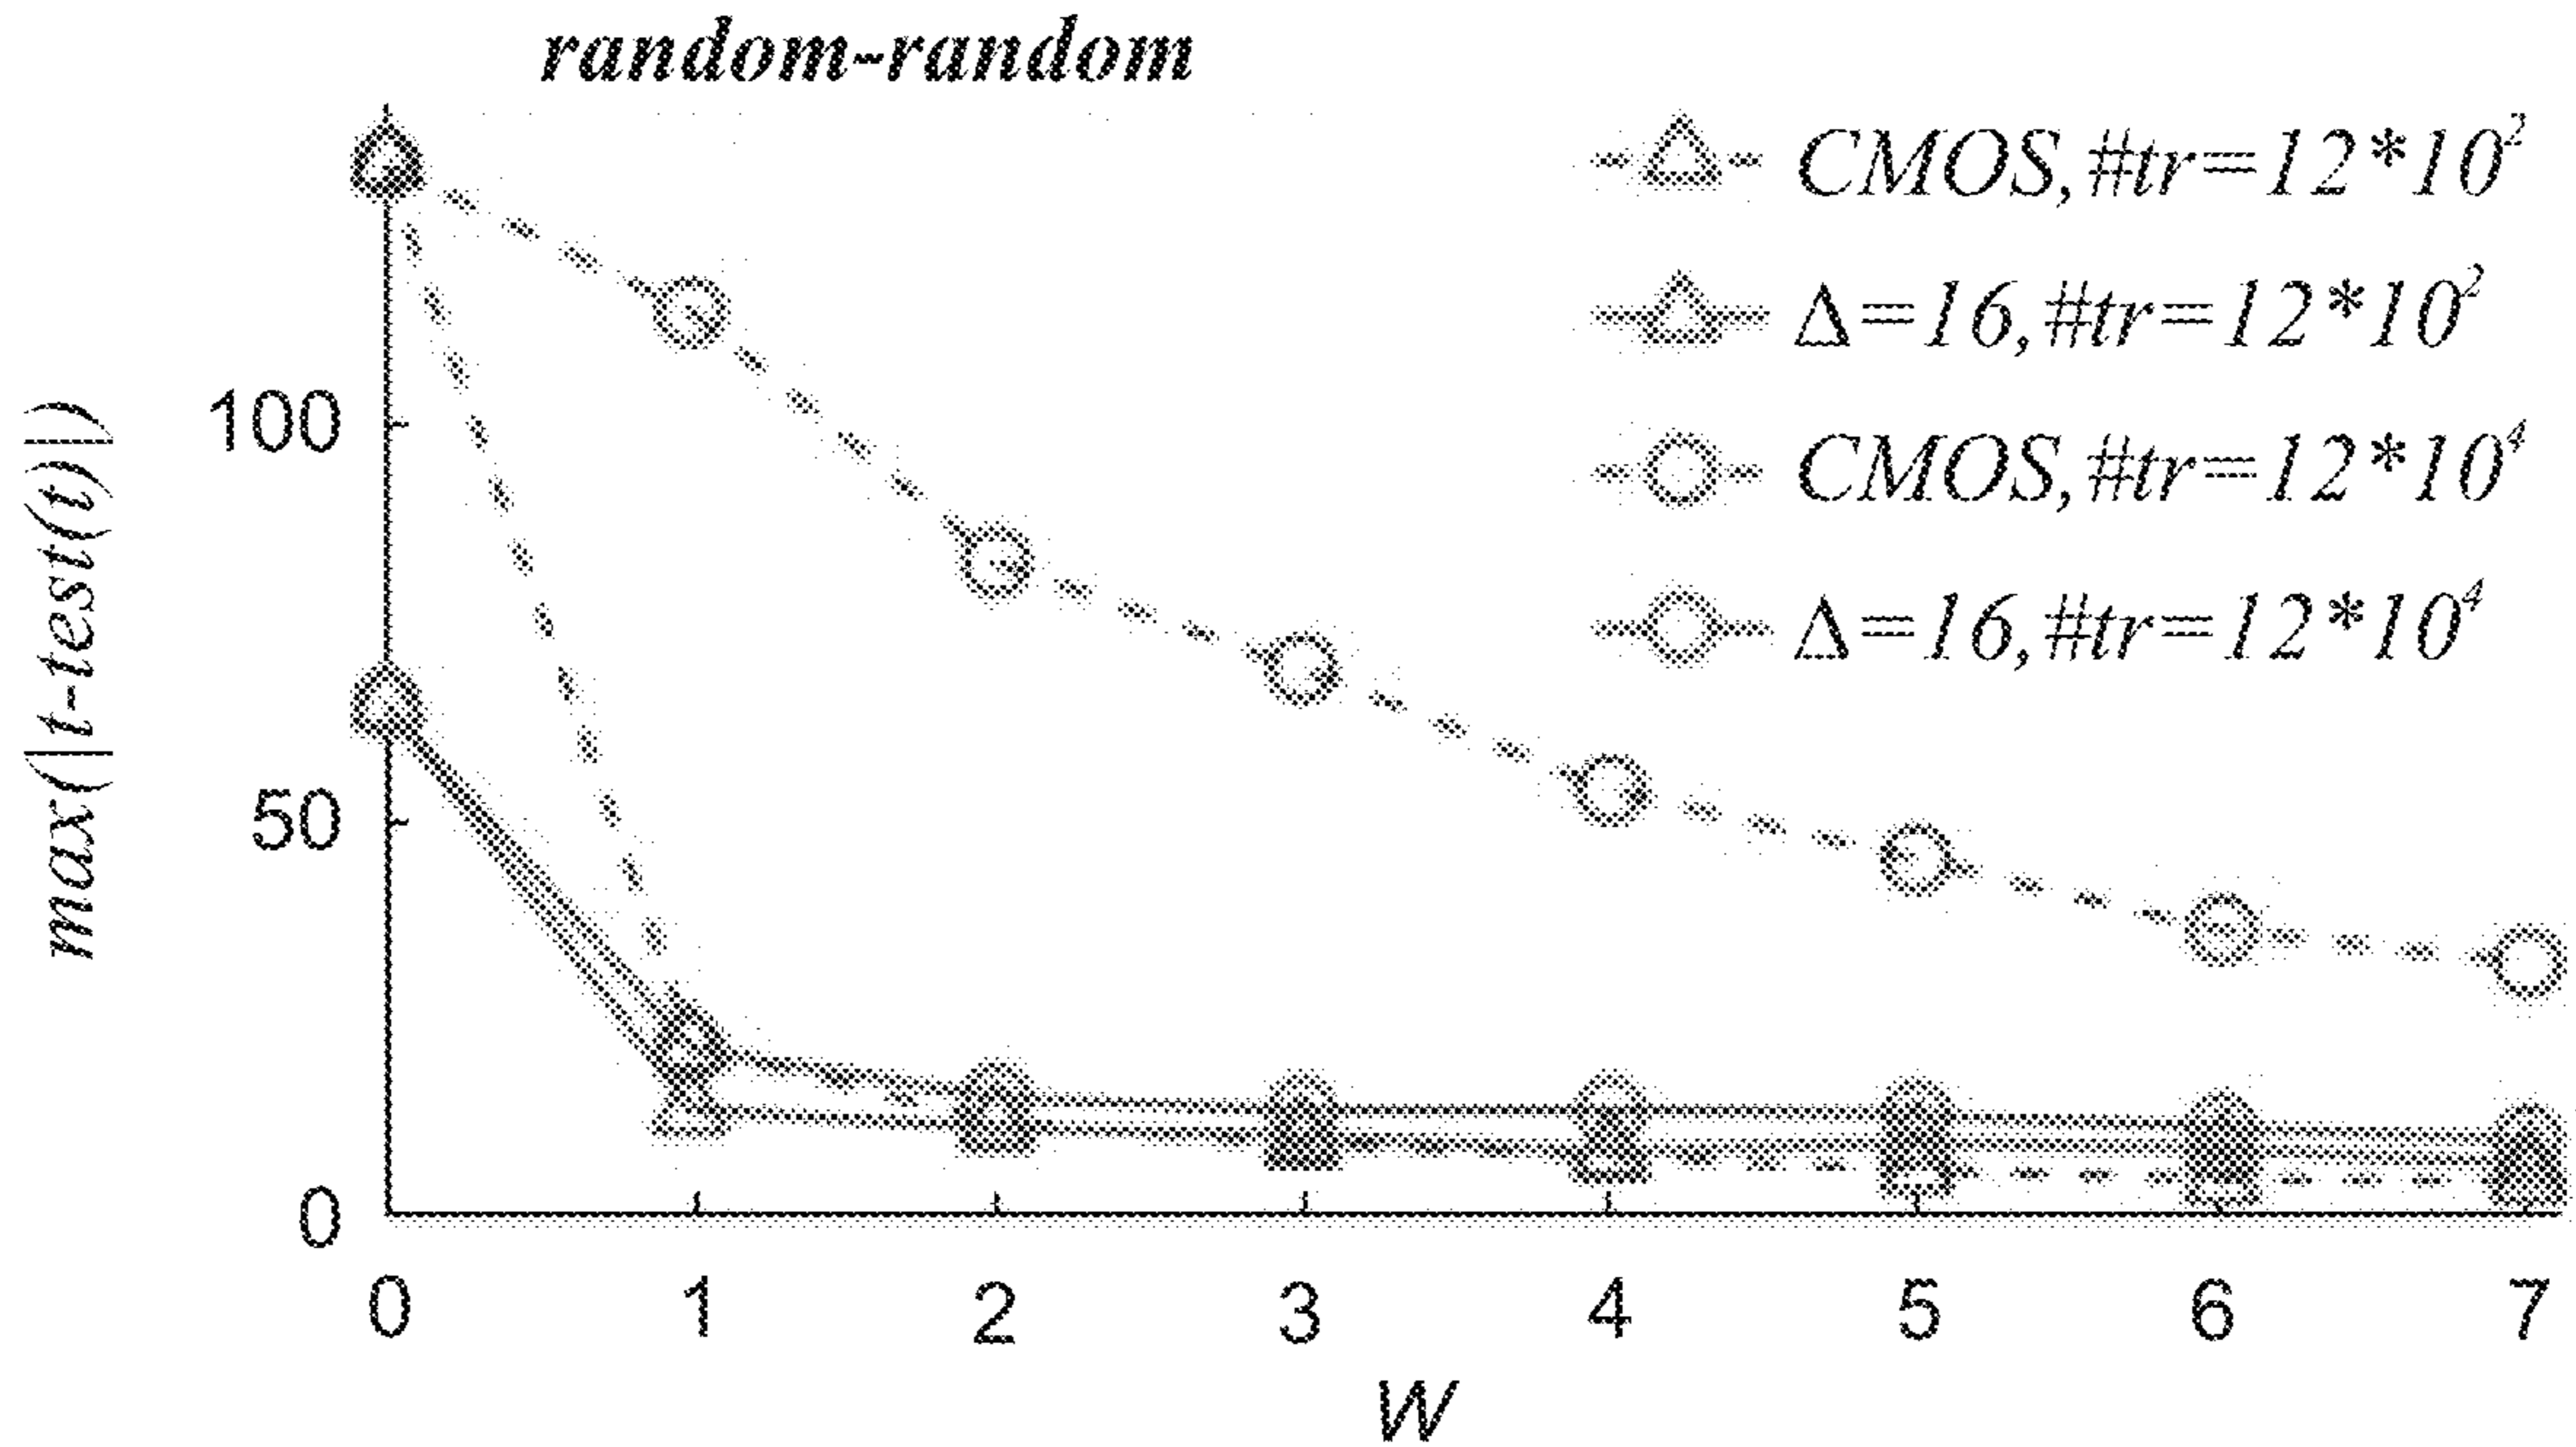 random-random
CMOS, #tr=12*10²
Δ=16, #tr=12*10²
CMOS, #tr=12*10⁴
Δ=16, #tr=12*10⁴
max(|t-test(t)|)
100
50
0
0 1 2 3 4 5 6 7
W